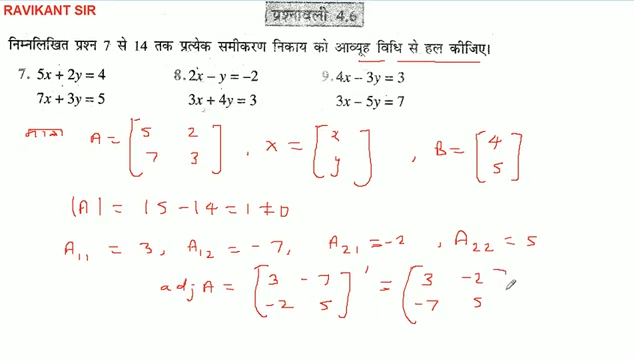 RAVIKANT SIR
प्रश्नावली 4.6
निम्नलिखित प्रश्न 7 से 14 तक प्रत्येक समीकरण निकाय को आव्यूह विधि से हल कीजिए।
7. 5x + 2y = 4 8. 2x – y = –2 9. 4x – 3y = 3
7x + 3y = 5 3x + 4y = 3 3x – 5y = 7
माना A = [5 2 7 3], x = [x y], B = [4 5]
|A| = 15 - 14 = 1 ≠ 0
A11 = 3, A12 = -7, A21 = -2, A22 = 5
adj A = [3 -7 -2 5]' = [3 -2 -7 5]